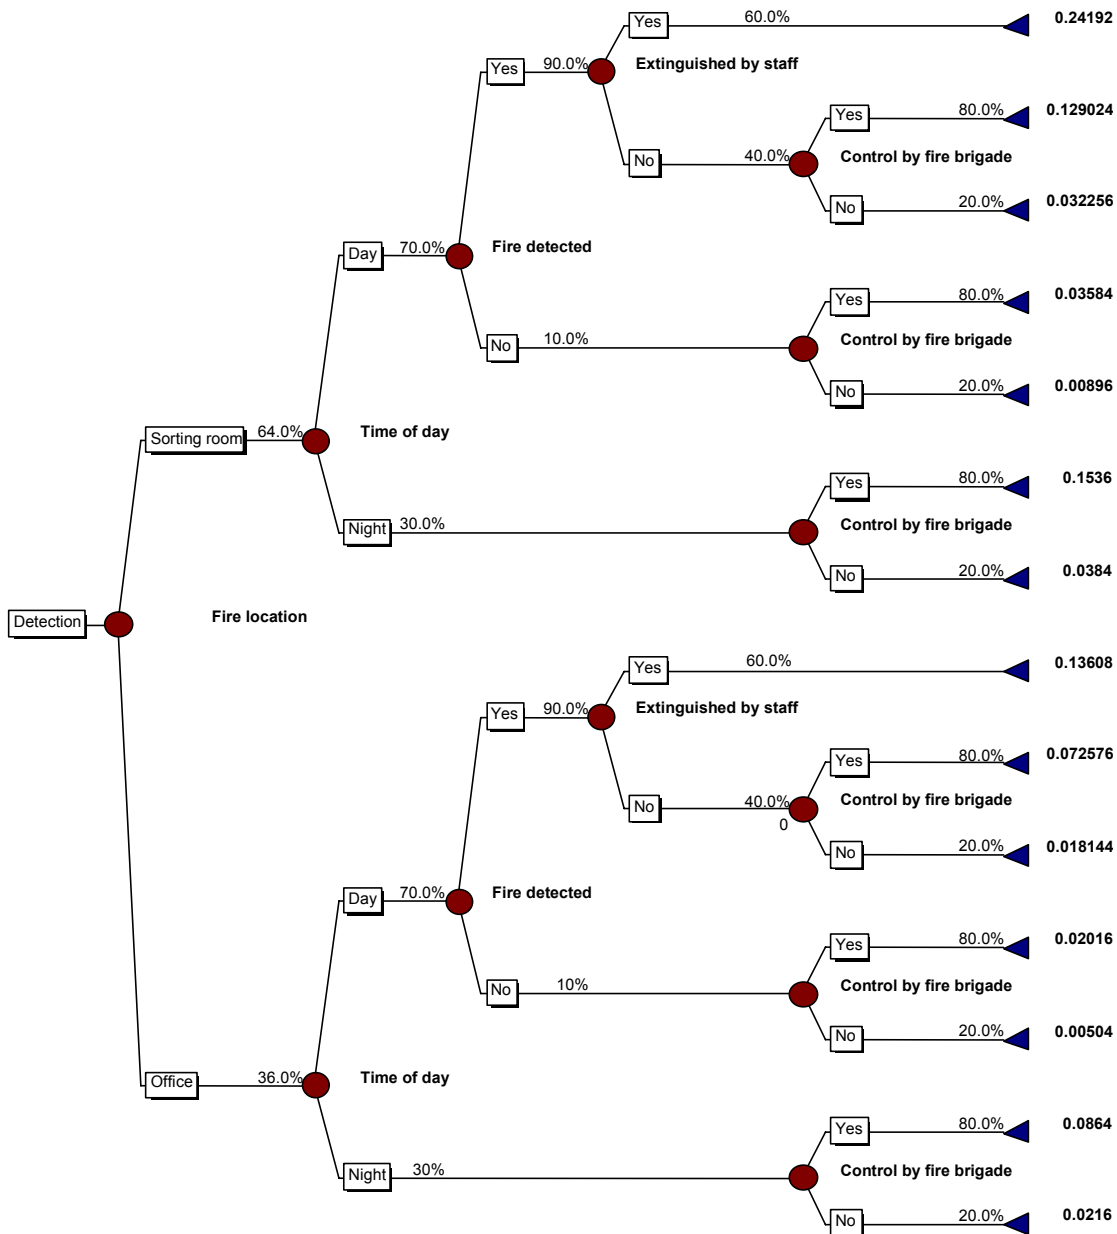 Yes 60.0% 0.24192
Yes 90.0% Extinguished by staff
Yes 80.0% 0.129024
No 40.0% Control by fire brigade
No 20.0% 0.032256
Day 70.0% Fire detected
Yes 80.0% 0.03584
No 10.0% Control by fire brigade
No 20.0% 0.00896
Sorting room 64.0% Time of day
Yes 80.0% 0.1536
Night 30.0% Control by fire brigade
No 20.0% 0.0384
Detection Fire location
Yes 60.0% 0.13608
Yes 90.0% Extinguished by staff
Yes 80.0% 0.072576
No 40.0% Control by fire brigade
0
No 20.0% 0.018144
Day 70.0% Fire detected
Yes 80.0% 0.02016
No 10% Control by fire brigade
No 20.0% 0.00504
Office 36.0% Time of day
Yes 80.0% 0.0864
Night 30% Control by fire brigade
No 20.0% 0.0216